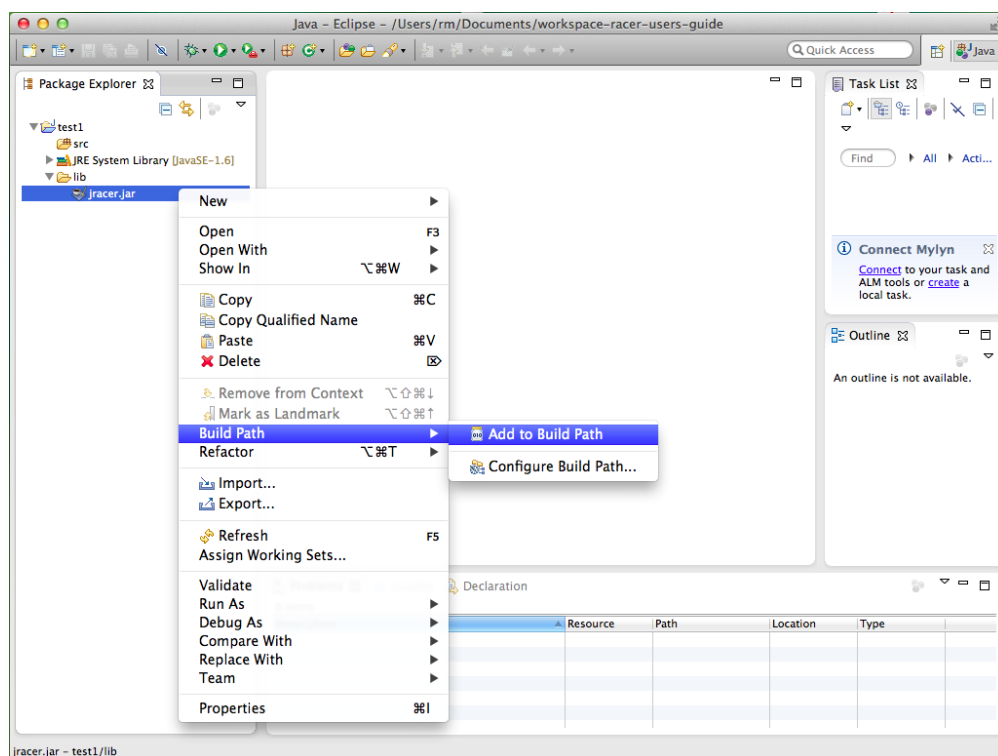 Java - Eclipse - /Users/rm/Documents/workspace-racer-users-guide
Quick Access
Java
Package Explorer
test1
src
JRE System Library [JavaSE-1.6]
lib
jracer.jar
New
Open F3
Open With
Show In ⌥⌘W
Copy ⌘C
Copy Qualified Name
Paste ⌘V
Delete ⌦
Remove from Context ⌥⇧⌘↓
Mark as Landmark ⌥⇧⌘↑
Build Path
Refactor ⌥⌘T
Import...
Export...
Refresh F5
Assign Working Sets...
Validate
Run As
Debug As
Compare With
Replace With
Team
Properties ⌘I
Add to Build Path
Configure Build Path...
Task List
Find All Acti...
Connect Mylyn
Connect to your task and
ALM tools or create a
local task.
Outline
An outline is not available.
Declaration
Resource Path Location Type
jracer.jar - test1/lib